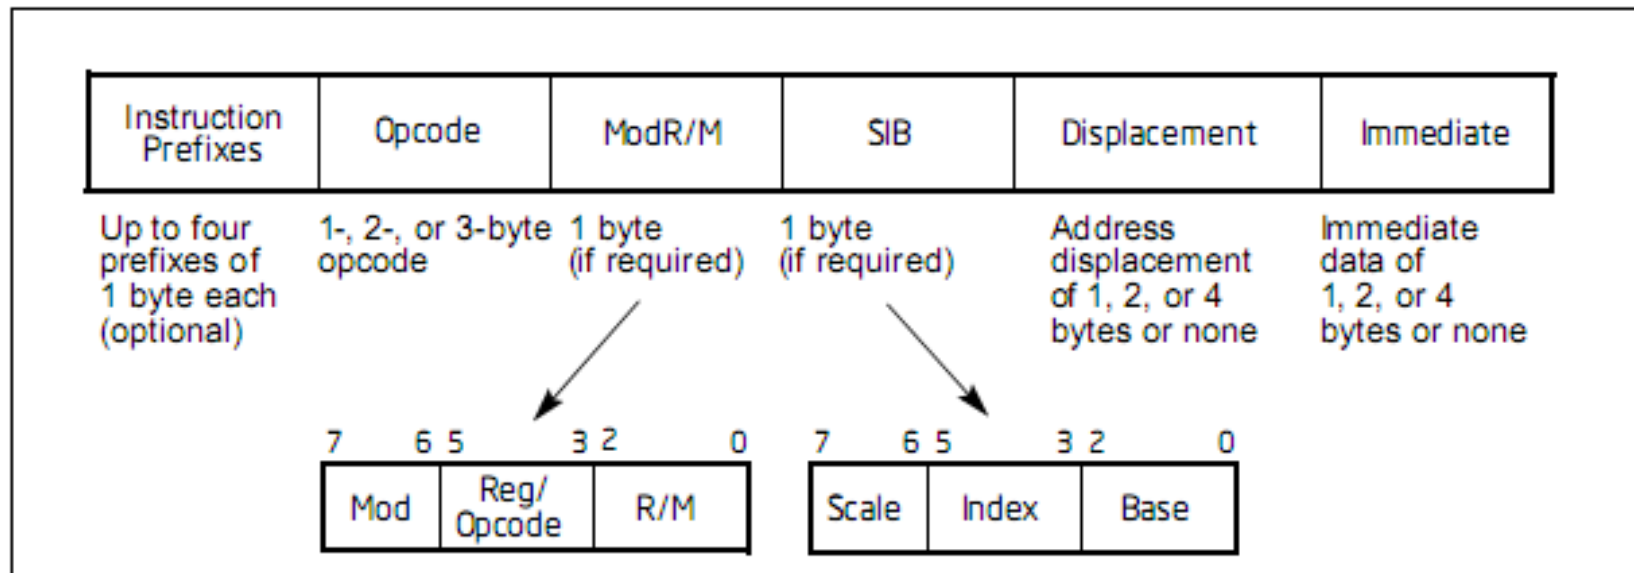 Instruction
Prefixes
Opcode
ModR/M
SIB
Displacement
Immediate
Up to four
prefixes of
1 byte each
(optional)
1-, 2-, or 3-byte
opcode
1 byte
(if required)
1 byte
(if required)
Address
displacement
of 1, 2, or 4
bytes or none
Immediate
data of
1, 2, or 4
bytes or none
7 6 5 3 2 0
Mod
Reg/
Opcode
R/M
7 6 5 3 2 0
Scale
Index
Base